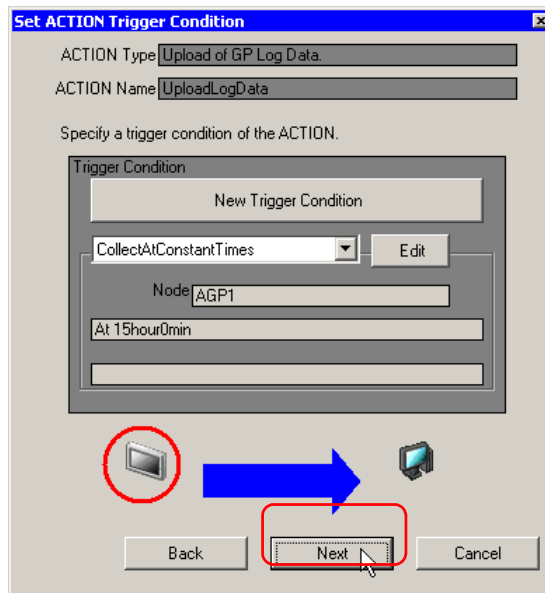 Set ACTION Trigger Condition
ACTION Type Upload of GP Log Data.
ACTION Name UploadLogData
Specify a trigger condition of the ACTION.
Trigger Condition
New Trigger Condition
CollectAtConstantTimes Edit
Node AGP1
At 15hour0min
Back Next Cancel